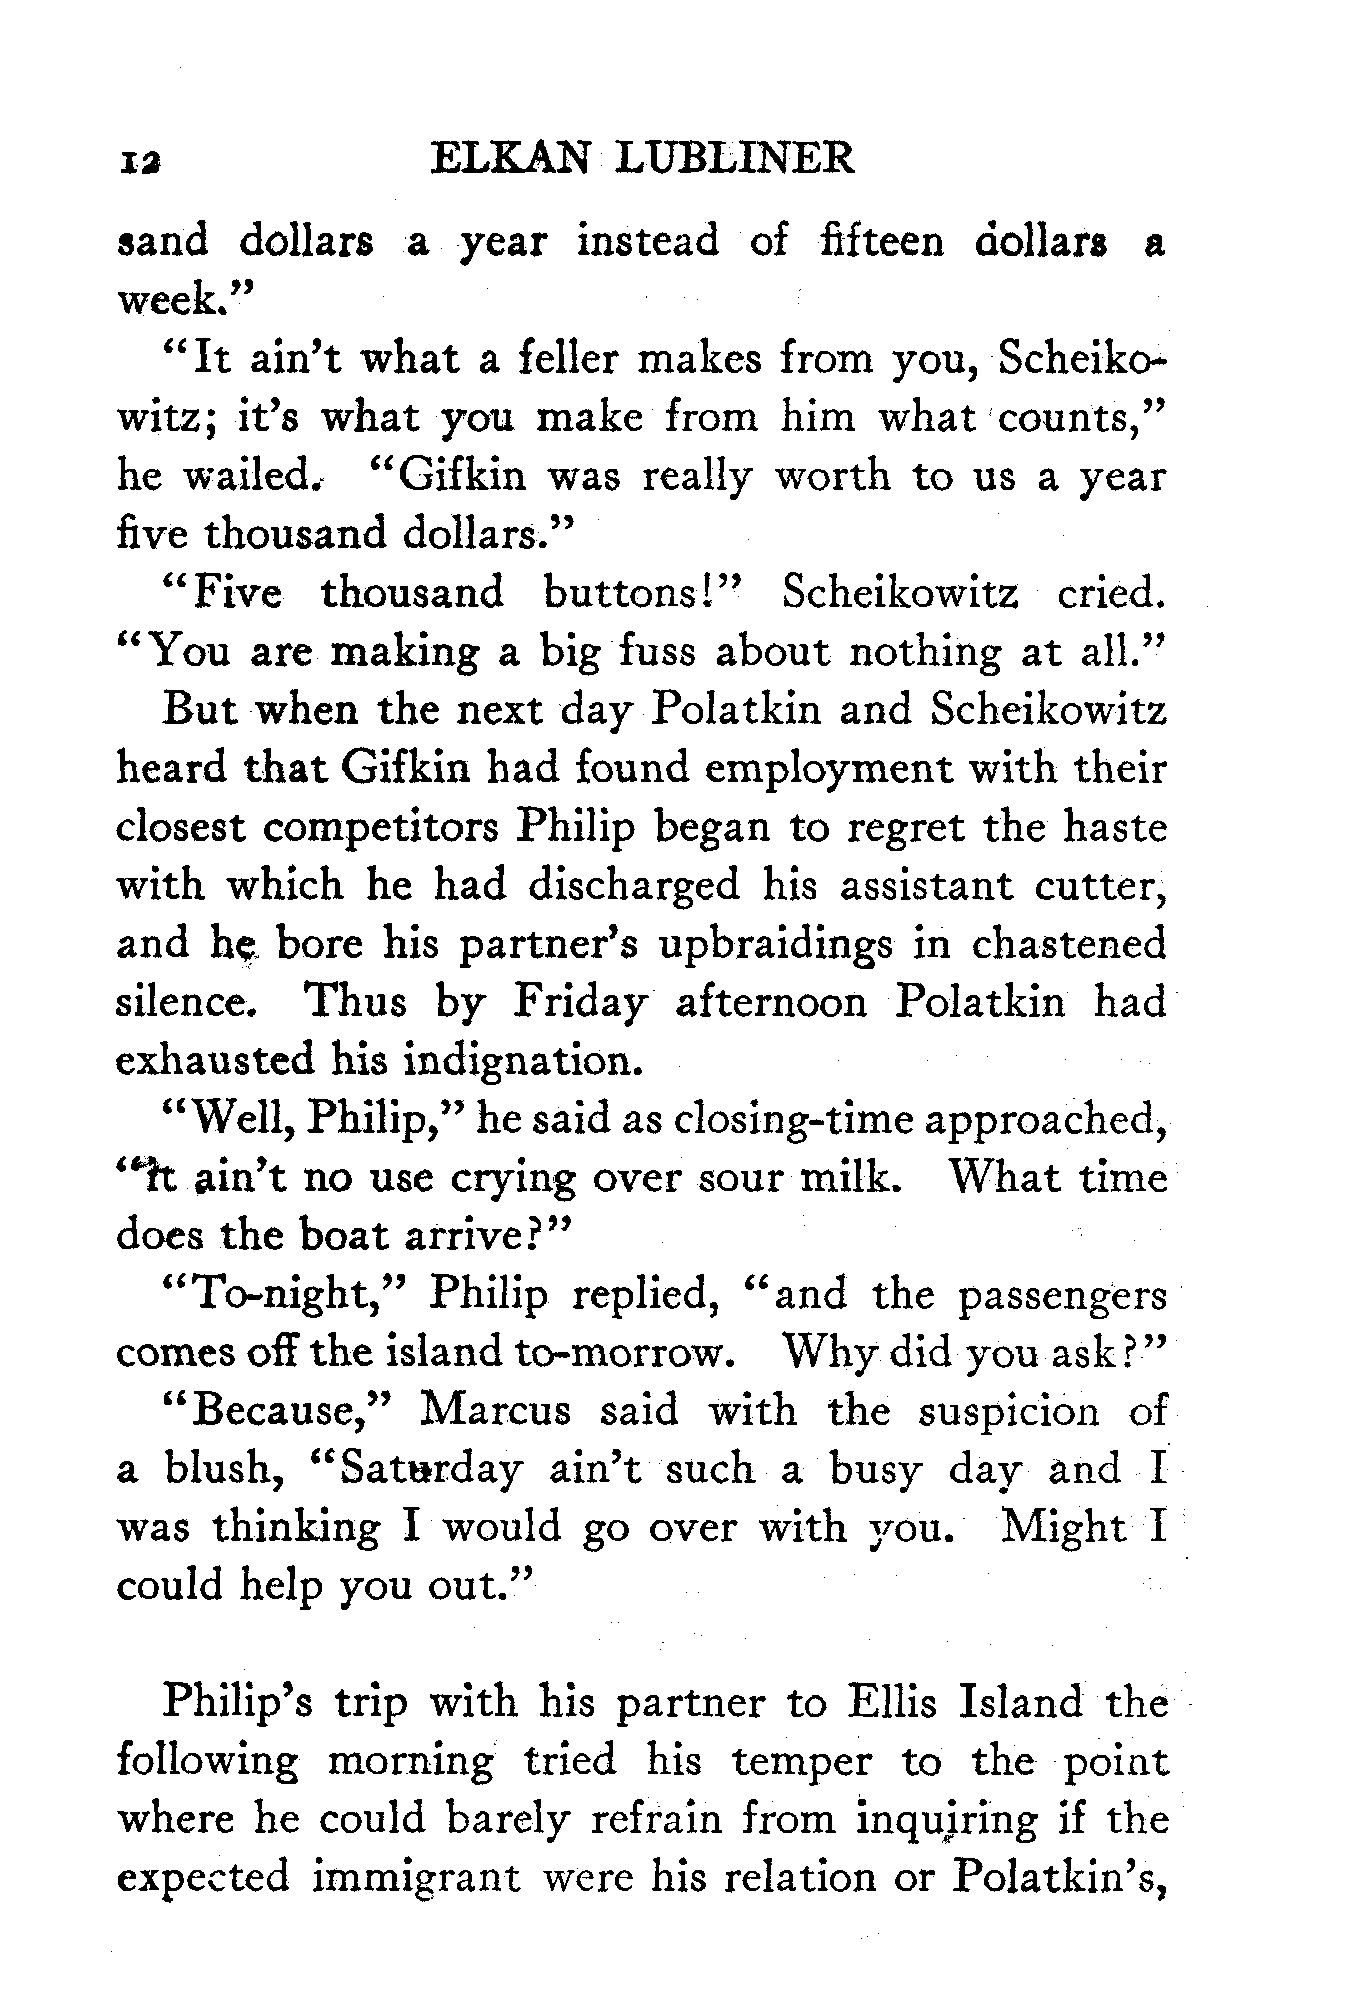 12 ELKAN LUBLINER
sand dollars a year instead of fifteen dollars a
week."
"It ain't what a feller makes from you, Scheiko-
witz; it's what you make from him what counts,"
he wailed. "Gifkin was really worth to us a year
five thousand dollars."
"Five thousand buttons!" Scheikowitz cried.
"You are making a big fuss about nothing at all."
But when the next day Polatkin and Scheikowitz
heard that Gifkin had found employment with their
closest competitors Philip began to regret the haste
with which he had discharged his assistant cutter,
and he bore his partner's upbraidings in chastened
silence. Thus by Friday afternoon Polatkin had
exhausted his indignation.
"Well, Philip," he said as closing-time approached,
"It ain't no use crying over sour milk. What time
does the boat arrive?"
"To-night," Philip replied, "and the passengers
comes off the island to-morrow. Why did you ask?"
"Because," Marcus said with the suspicion of
a blush, "Saturday ain't such a busy day and I
was thinking I would go over with you. Might I
could help you out."
Philip's trip with his partner to Ellis Island the
following morning tried his temper to the point
where he could barely refrain from inquiring if the
expected immigrant were his relation or Polatkin's,